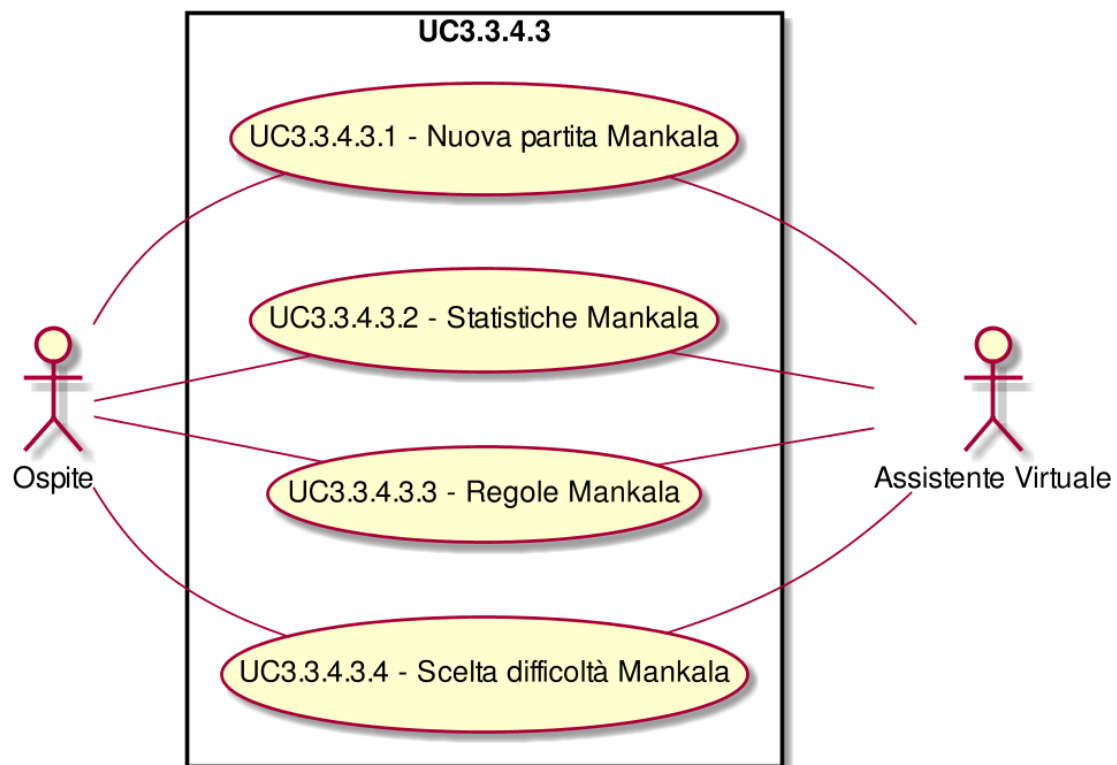 UC3.3.4.3
UC3.3.4.3.1 - Nuova partita Mankala
UC3.3.4.3.2 - Statistiche Mankala
Ospite
Assistente Virtuale
UC3.3.4.3.3 - Regole Mankala
UC3.3.4.3.4 - Scelta difficoltà Mankala